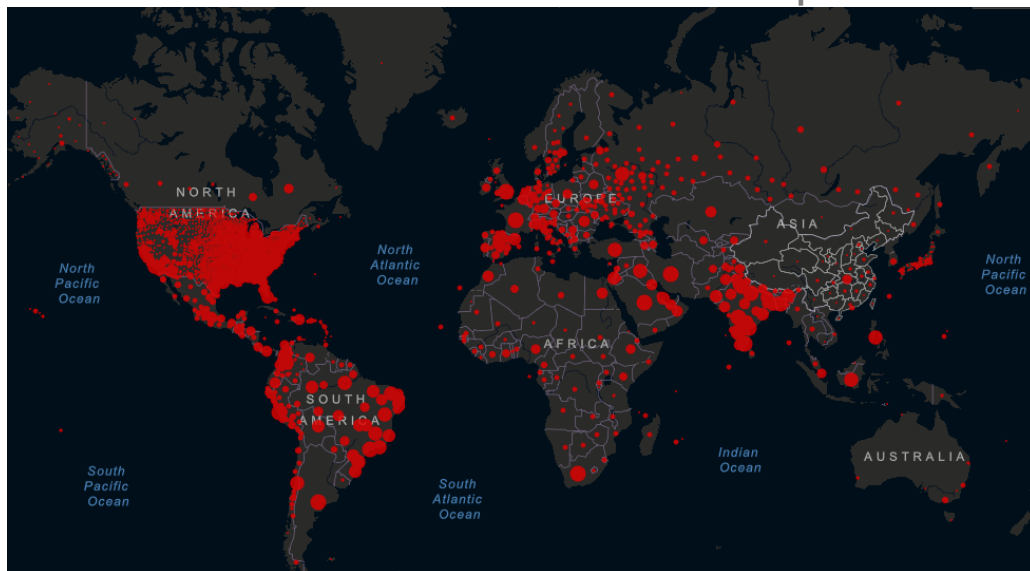 NORTH
AMERICA
EUROPE
ASIA
North
Pacific
Ocean
North
Atlantic
Ocean
North
Pacific
Ocean
AFRICA
SOUTH
AMERICA
AUSTRALIA
Indian
Ocean
South
Pacific
Ocean
South
Atlantic
Ocean